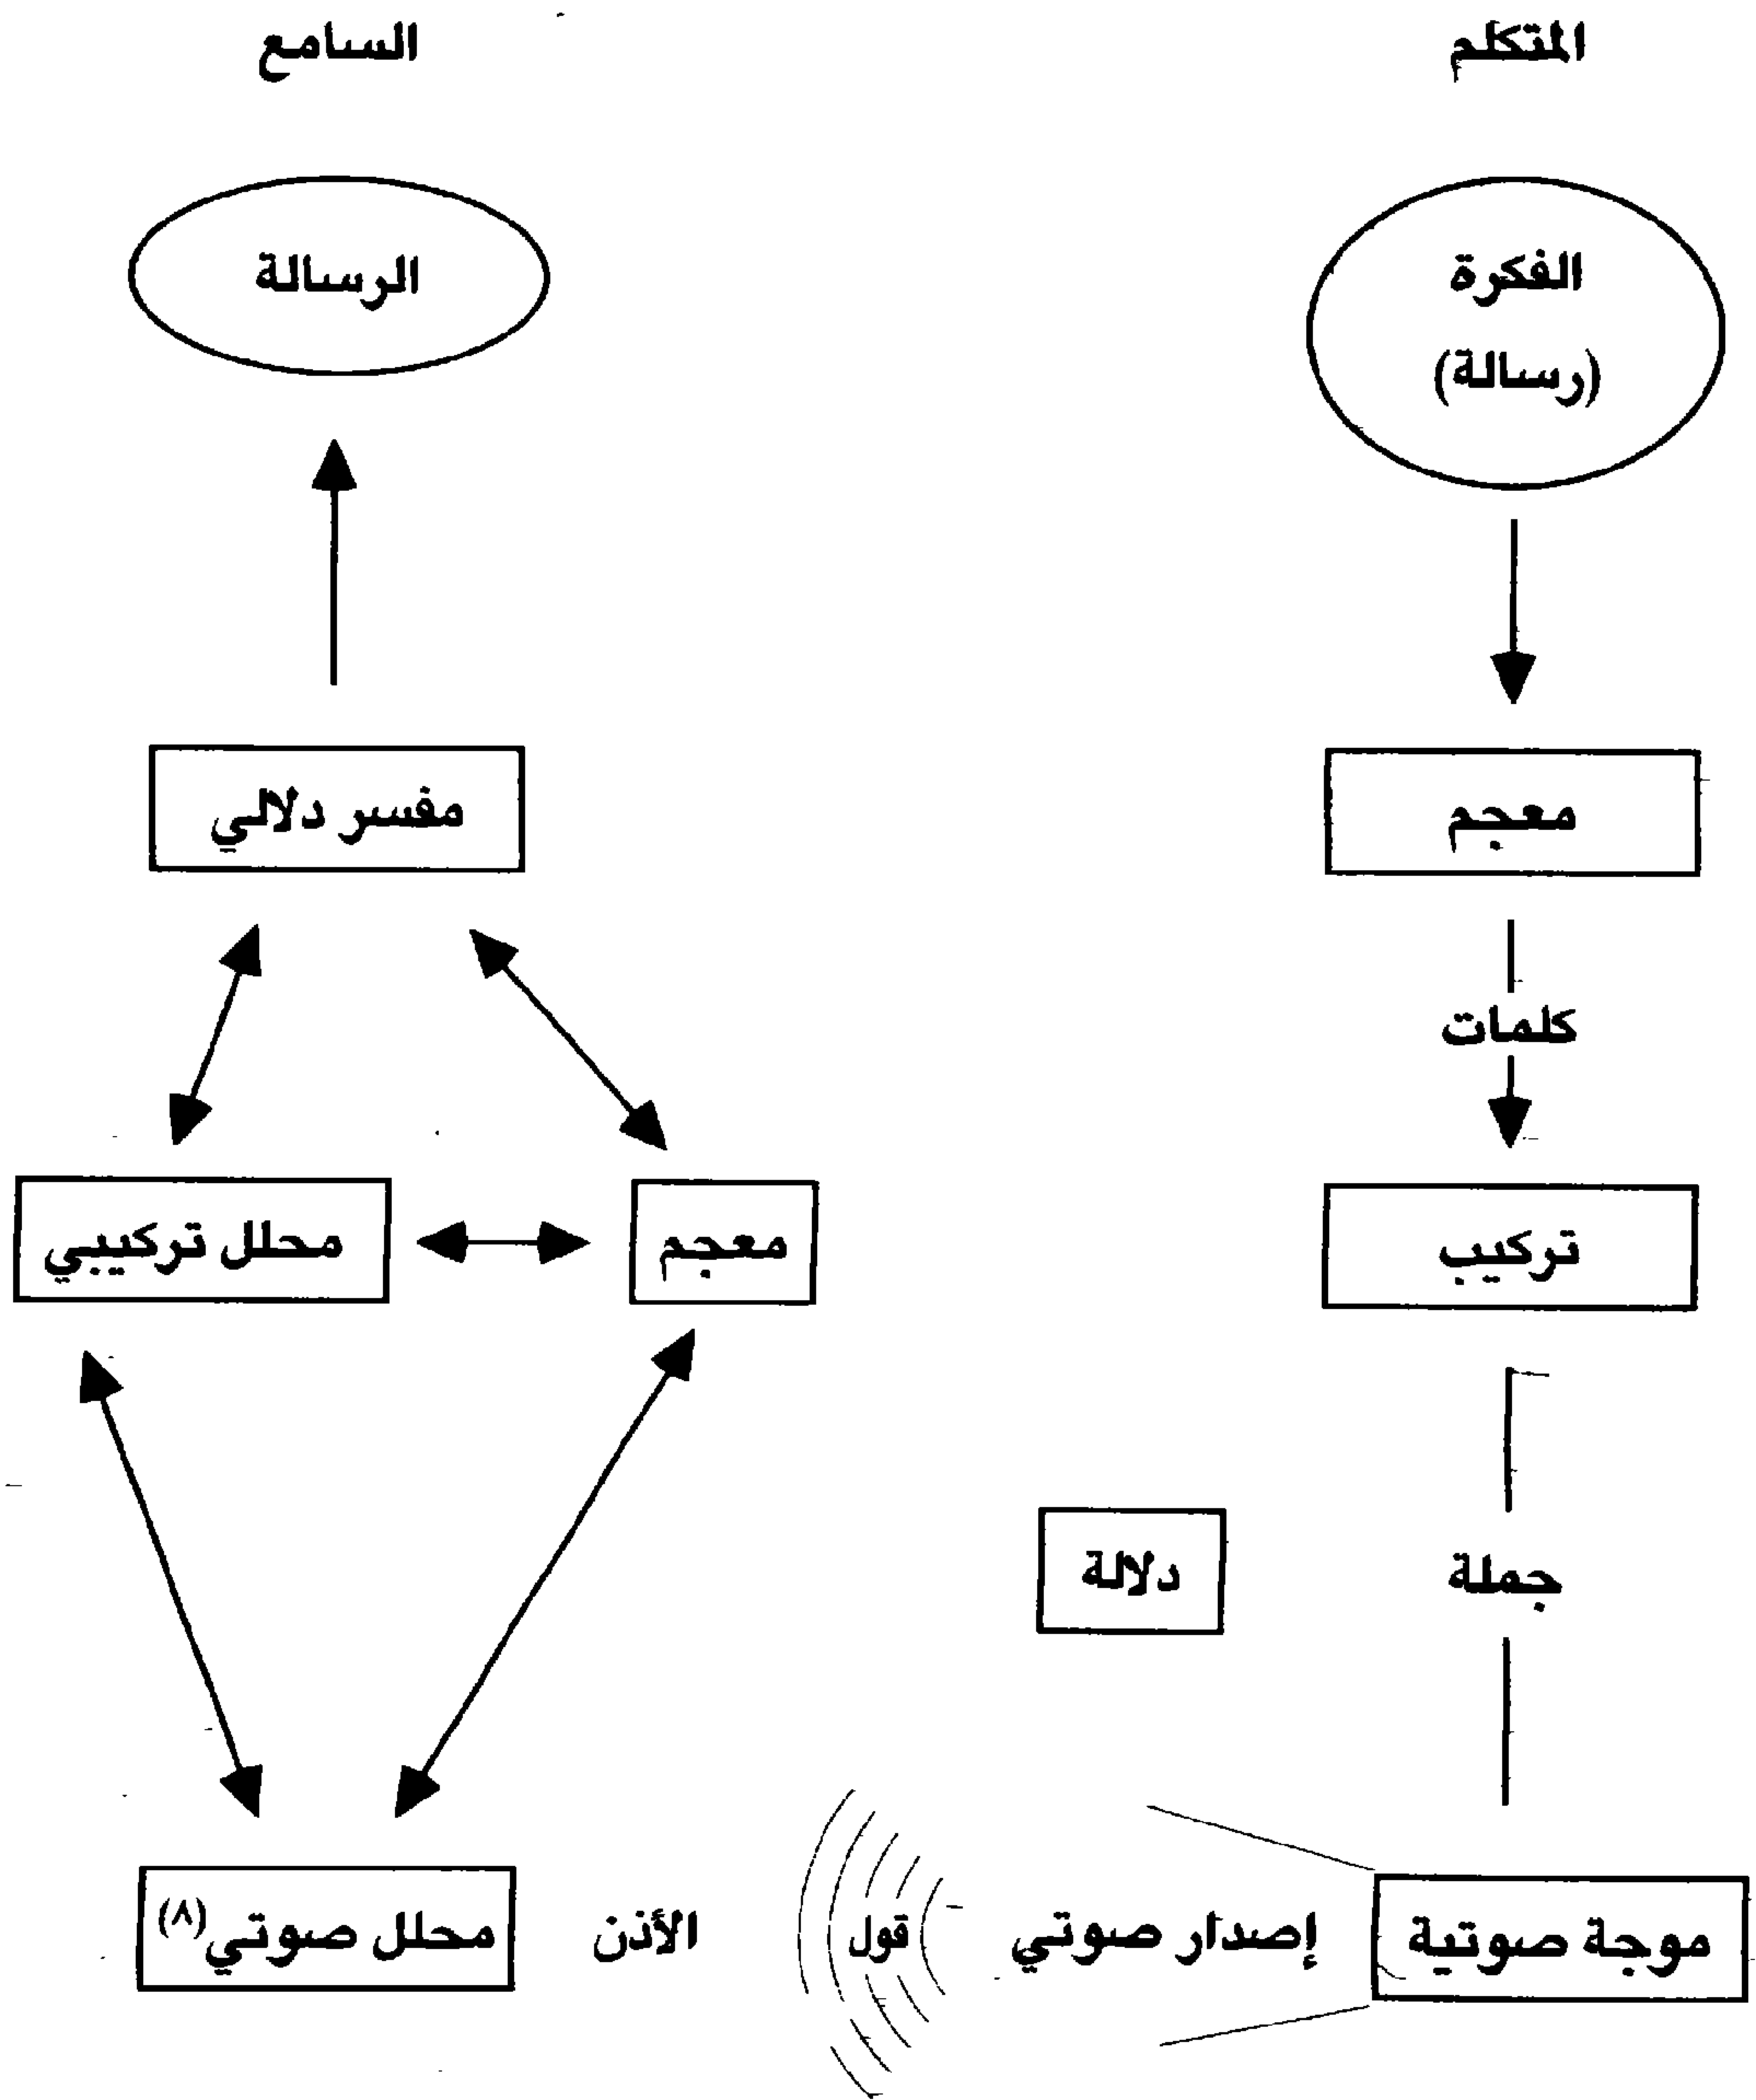 المتكلم
الفكرة
(رسالة)
معجم
كلمات
تركيب
جملة
دلالة
موجة صوتية
إصدار صوتي
قول
السامع
الرسالة
مفسر دلالي
معجم
محلل تركيبي
الأذن
محلل صوتي (٨)